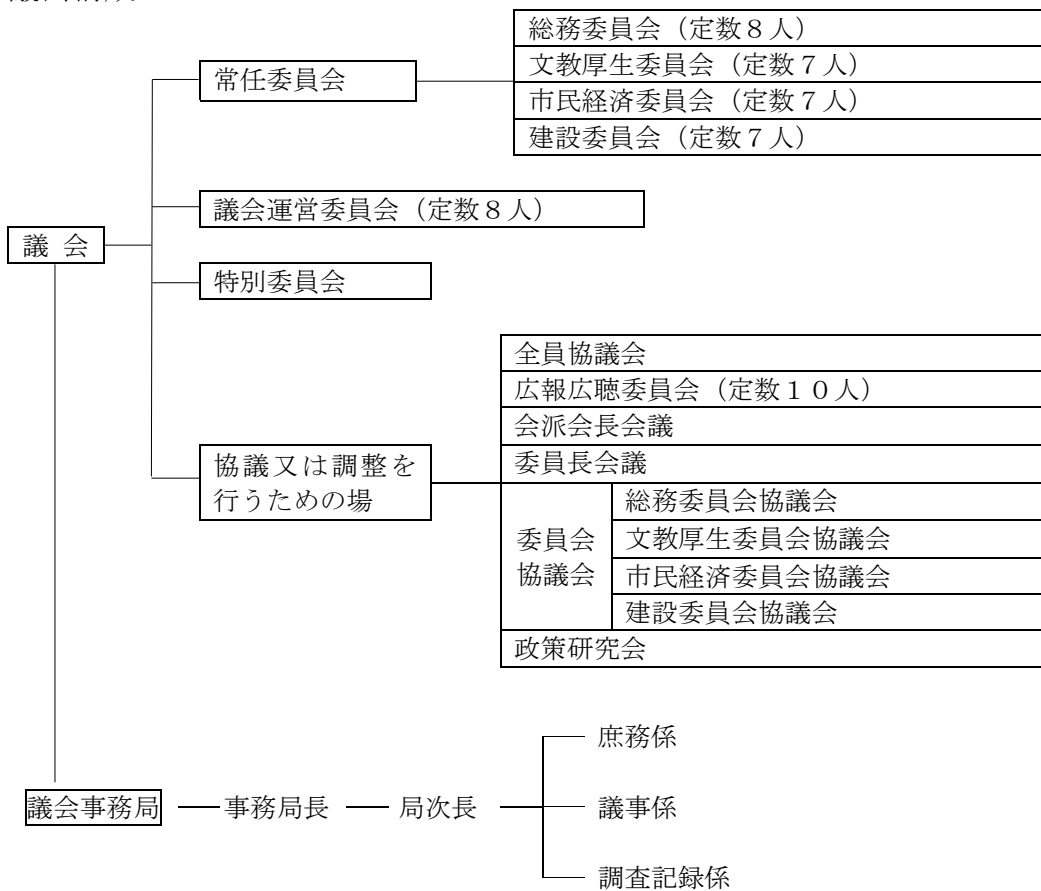 総務委員会（定数８人）
文教厚生委員会（定数７人）
常任委員会
市民経済委員会（定数７人）
建設委員会（定数７人）
議会運営委員会（定数８人）
議 会
特別委員会
全員協議会
広報広聴委員会（定数１０人）
会派会長会議
協議又は調整を
行うための場
委員長会議
委員会
協議会
総務委員会協議会
文教厚生委員会協議会
市民経済委員会協議会
建設委員会協議会
政策研究会
庶務係
議会事務局
事務局長
局次長
議事係
調査記録係